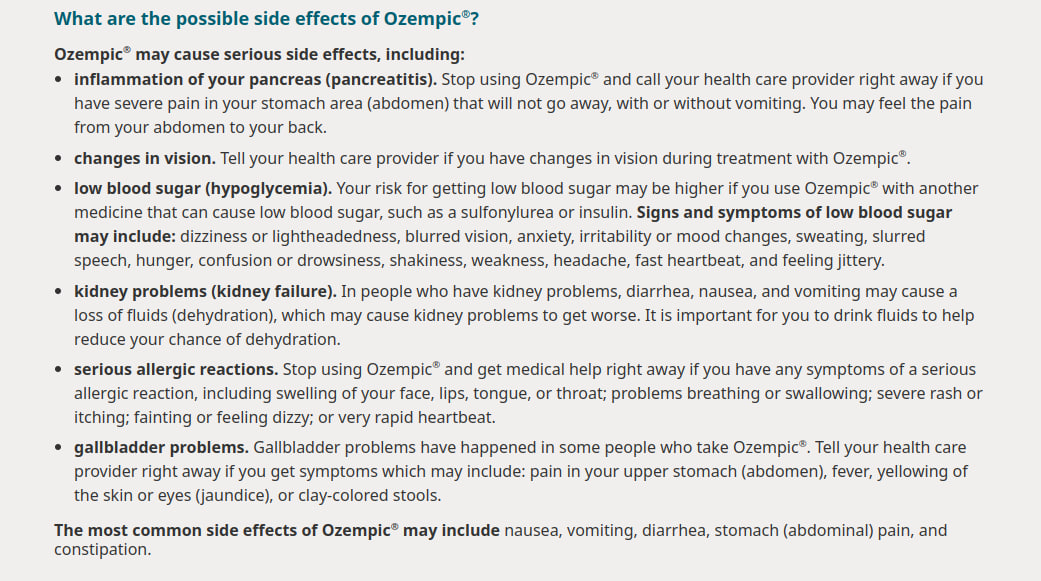 What are the possible side effects of Ozempic®?
Ozempic® may cause serious side effects, including:
• inflammation of your pancreas (pancreatitis). Stop using Ozempic® and call your health care provider right away if you
have severe pain in your stomach area (abdomen) that will not go away, with or without vomiting. You may feel the pain
from your abdomen to your back.
• changes in vision. Tell your health care provider if you have changes in vision during treatment with Ozempic®.
• low blood sugar (hypoglycemia). Your risk for getting low blood sugar may be higher if you use Ozempic® with another
medicine that can cause low blood sugar, such as a sulfonylurea or insulin. Signs and symptoms of low blood sugar
may include: dizziness or lightheadedness, blurred vision, anxiety, irritability or mood changes, sweating, slurred
speech, hunger, confusion or drowsiness, shakiness, weakness, headache, fast heartbeat, and feeling jittery.
• kidney problems (kidney failure). In people who have kidney problems, diarrhea, nausea, and vomiting may cause a
loss of fluids (dehydration), which may cause kidney problems to get worse. It is important for you to drink fluids to help
reduce your chance of dehydration.
• serious allergic reactions. Stop using Ozempic® and get medical help right away if you have any symptoms of a serious
allergic reaction, including swelling of your face, lips, tongue, or throat; problems breathing or swallowing; severe rash or
itching; fainting or feeling dizzy; or very rapid heartbeat.
• gallbladder problems. Gallbladder problems have happened in some people who take Ozempic®. Tell your health care
provider right away if you get symptoms which may include: pain in your upper stomach (abdomen), fever, yellowing of
the skin or eyes (jaundice), or clay-colored stools.
The most common side effects of Ozempic® may include nausea, vomiting, diarrhea, stomach (abdominal) pain, and
constipation.